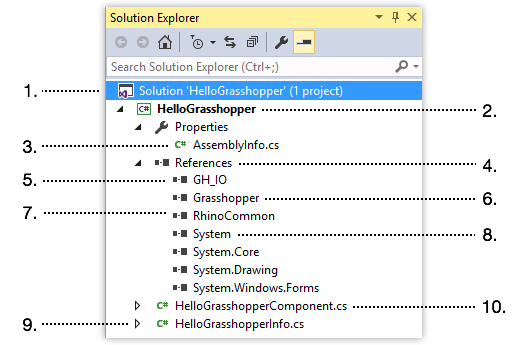 Solution Explorer
Search Solution Explorer (Ctrl+;)
1. Solution 'HelloGrasshopper' (1 project)
C# HelloGrasshopper 2.
Properties
3. C# AssemblyInfo.cs
References 4.
5. GH_IO
Grasshopper 6.
7. RhinoCommon
System 8.
System.Core
System.Drawing
System.Windows.Forms
C# HelloGrasshopperComponent.cs 10.
9. C# HelloGrasshopperInfo.cs